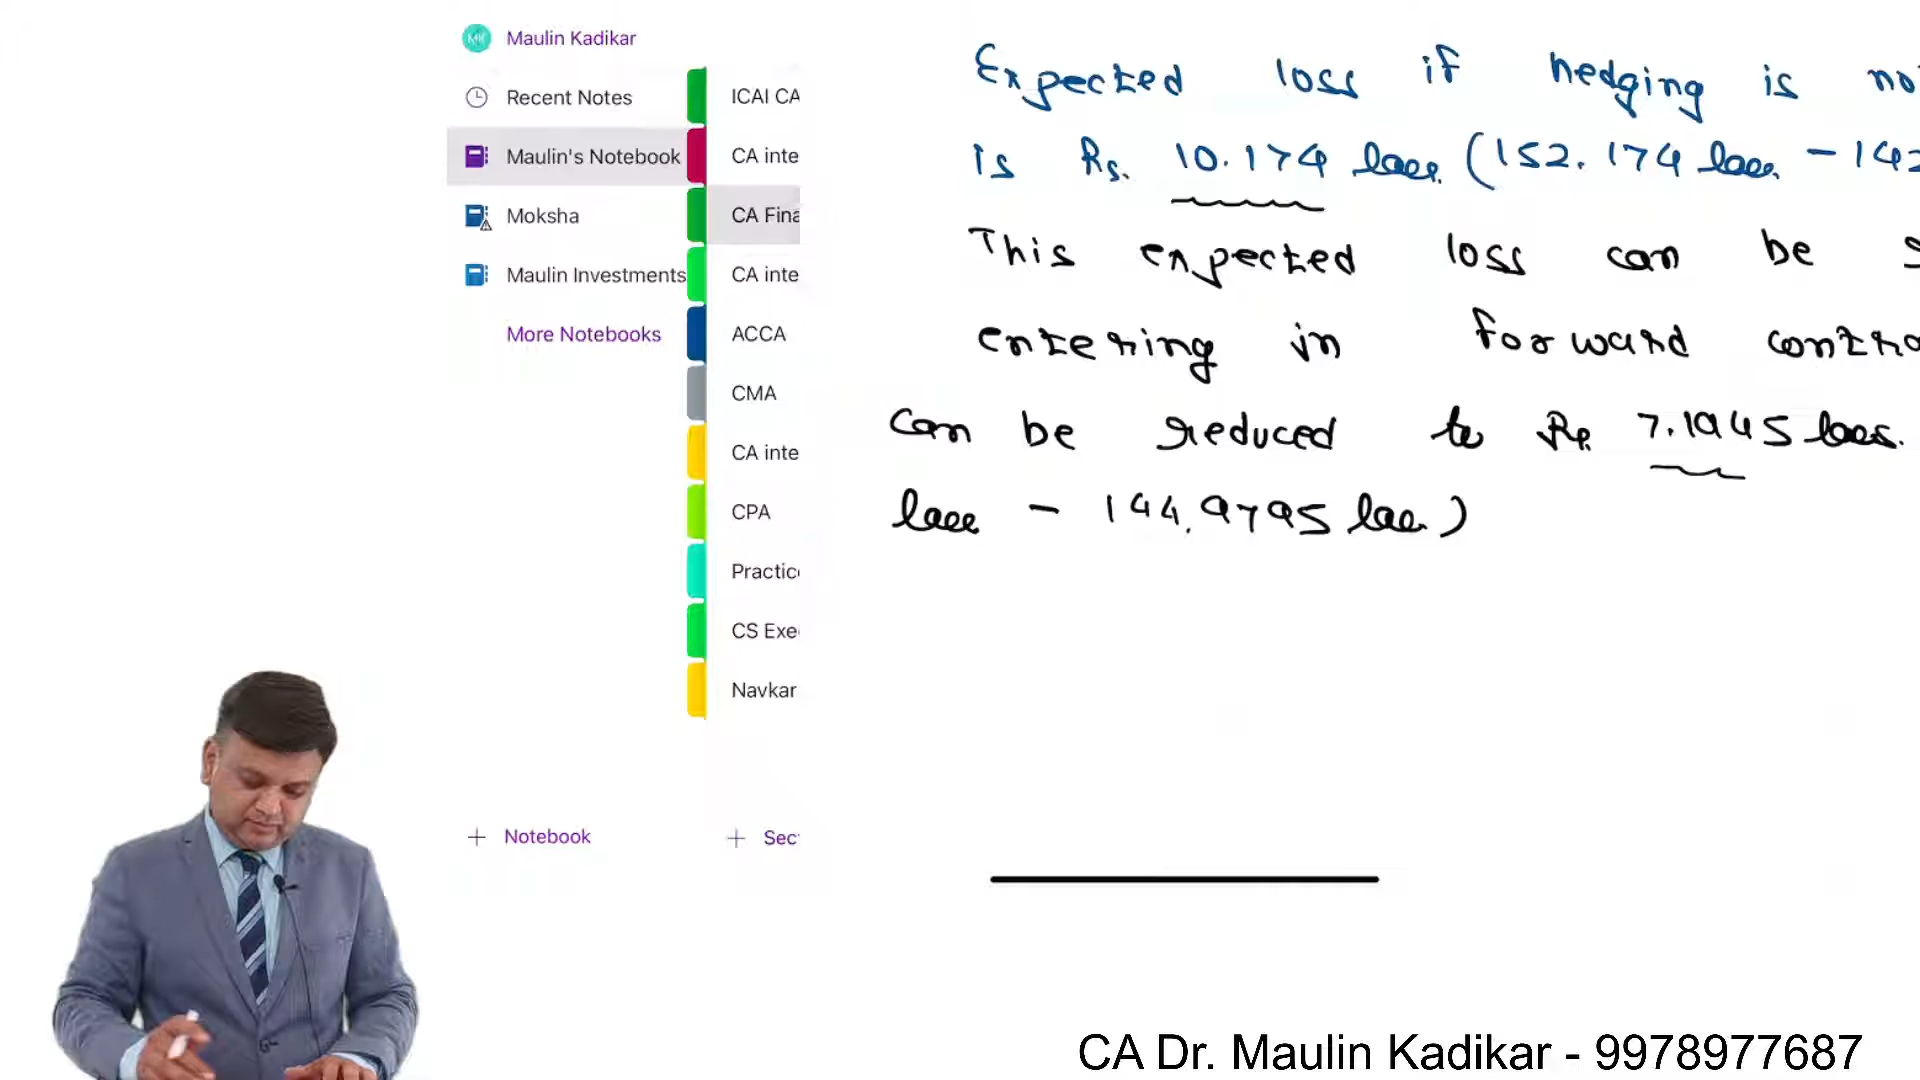 Maulin Kadikar
Recent Notes
Maulin's Notebook
Moksha
Maulin Investments
More Notebooks
+ Notebook
ICAI CA
CA inte
CA Fina
CA inte
ACCA
CMA
CA inte
CPA
Practic
CS Exe
Navkar
+ Sec
Expected loss if hedging is no
is Rs. 10.174 lacs (152.174 lacs - 142
This expected loss can be
entering in forward contra
can be reduced to Rs. 7.1945 lacs.
lacs - 144.9795 lacs)
CA Dr. Maulin Kadikar - 9978977687